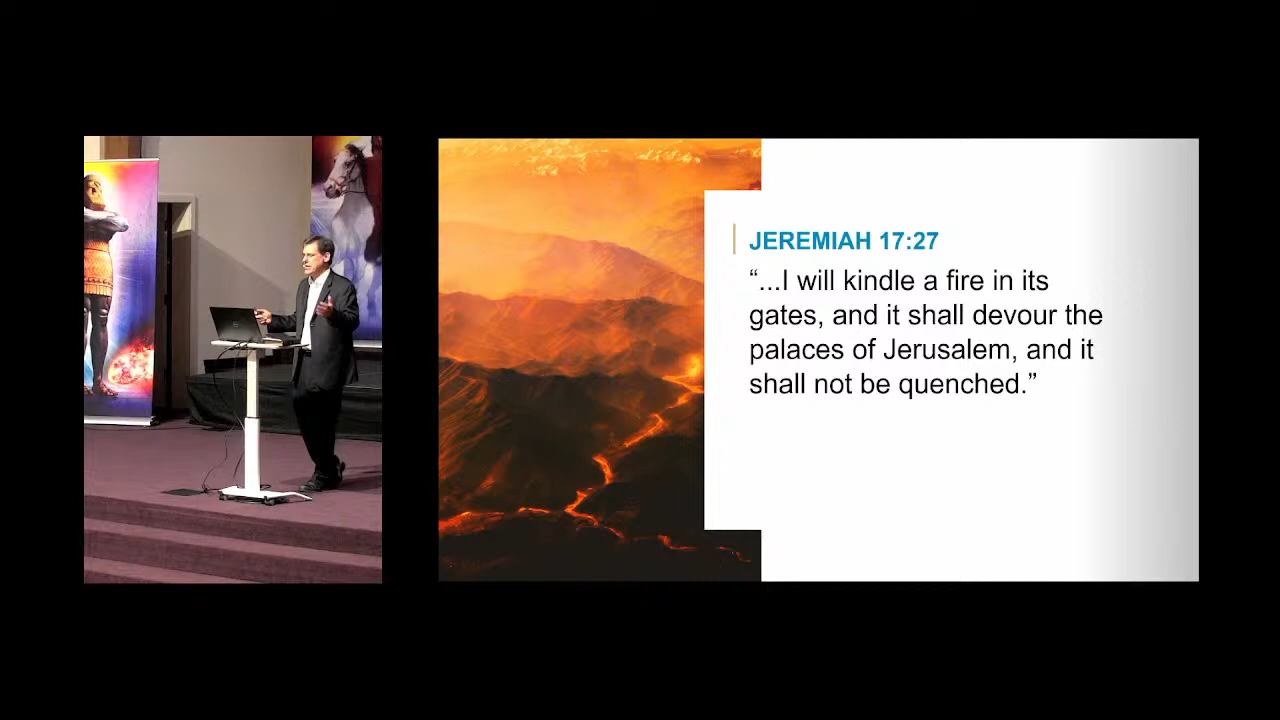 JEREMIAH 17:27
“...I will kindle a fire in its
gates, and it shall devour the
palaces of Jerusalem, and it
shall not be quenched.”